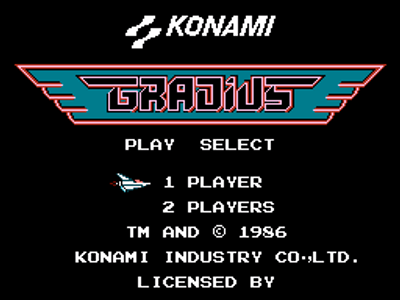 KONAMI
GRADIUS
PLAY SELECT
1 PLAYER
2 PLAYERS
TM AND © 1986
KONAMI INDUSTRY CO.,LTD.
LICENSED BY